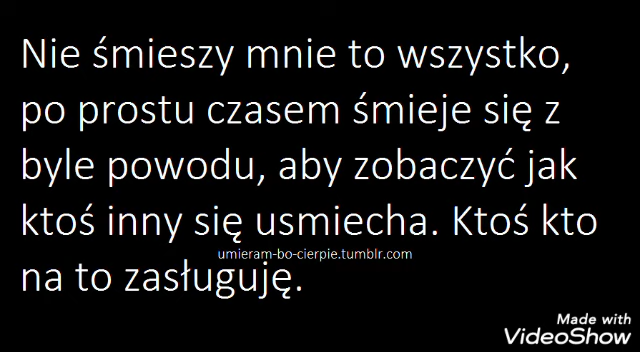 Nie śmieszy mnie to wszystko,
po prostu czasem śmieje się z
byle powodu, aby zobaczyć jak
ktoś inny się usmiecha. Ktoś kto
umieram-bo-cierpie.tumblr.com
na to zasługuję.
Made with
VideoShow